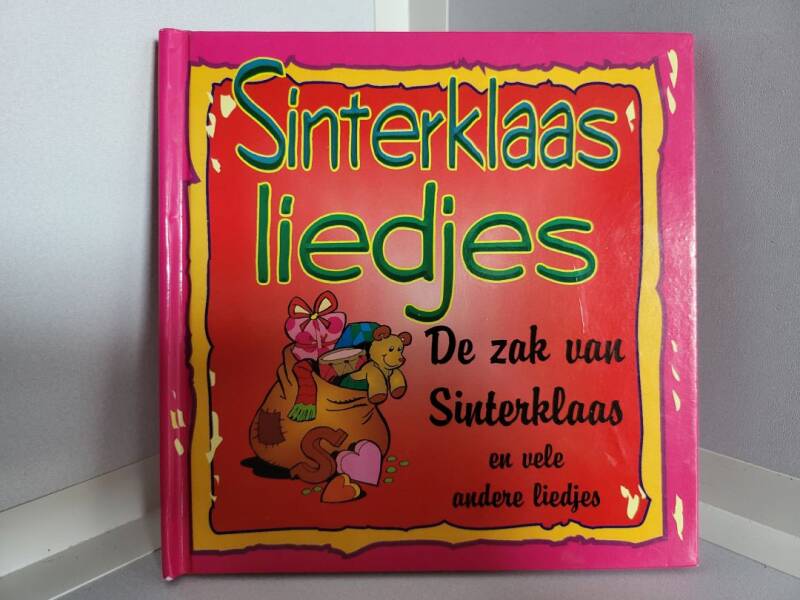 Sinterklaas
liedjes
De zak van
Sinterklaas
en vele
andere liedjes
S